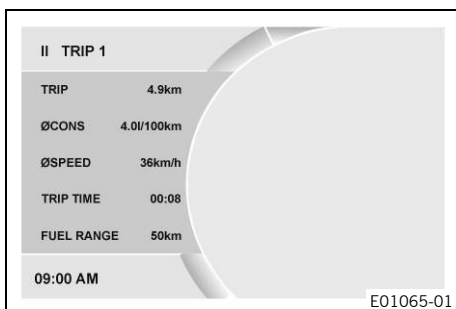 II TRIP 1
TRIP 4.9km
ØCONS 4.0l/100km
ØSPEED 36km/h
TRIP TIME 00:08
FUEL RANGE 50km
09:00 AM
E01065-01